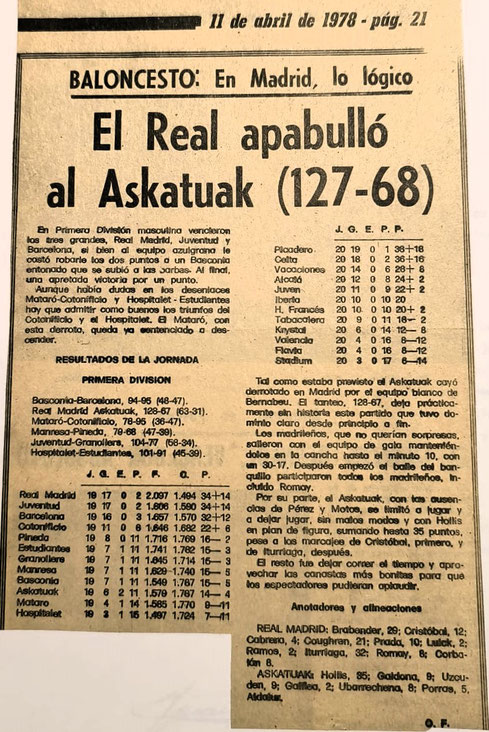 11 de abril de 1978 - pág. 21
BALONCESTO: En Madrid, lo lógico
El Real apabulló
al Askatuak (127-68)
En Primera División masculina vencieron
los tres grandes, Real Madrid, Juventud y
Barcelona, si bien al equipo azulgrana le
costó robarle los dos puntos a un Basconia
entonado que se subió a las barbas. Al final,
una apretada victoria por un punto.
Aunque había dudas en los desenlaces
Mataró-Cotonificio y Hospitalet - Estudiantes
hay que admitir como buenos los triunfos del
Cotonificio y el Hospitalet. El Mataró, con
esta derrota, queda ya sentenciado a des-
cender.
RESULTADOS DE LA JORNADA
PRIMERA DIVISION
Basconia-Barcelona, 94-95 (48-47).
Real Madrid Askatuak, 128-67 (63-31).
Mataró-Cotonificio, 78-95 (36-47).
Manresa-Pineda, 79-68 (47-39).
Juventud-Granollers, 104-77 (58-34).
Hospitalet-Estudiantes, 101-91 (45-39).
J. G. E. P. F. C. P.
Real Madrid 19 17 0 2 2.097 1.494 34+14
Juventud 19 17 0 2 1.806 1.590 34+14
Barcelona 19 16 0 3 1.657 1.570 32+12
Cotonificio 19 11 0 8 1.646 1.682 22+ 6
Pineda 19 8 0 11 1.716 1.769 16— 2
Estudiantes 19 7 1 11 1.741 1.782 15— 3
Granollers 19 7 1 11 1.645 1.714 15— 3
Manresa 19 7 1 11 1.629 1.740 15— 5
Basconia 19 7 1 11 1.549 1.787 15— 5
Askatuak 19 6 2 11 1.570 1.787 14— 4
Mataro 19 4 1 14 1.585 1.770 9—11
Hospitalet 19 3 1 15 1.497 1.724 7—11
J. G. E. P. P.
Picadero 20 19 0 1 38+18
Celta 20 18 0 2 36+16
Vacaciones 20 14 0 6 28+ 8
Alcalá 20 12 0 8 24+ 2
Juven 20 11 0 9 22+ 2
Iberia 20 10 0 10 20
H. Francés 20 10 0 10 20+ 2
Tabacalera 20 9 0 11 18— 2
Krystal 20 6 0 14 12— 8
Valencia 20 4 0 16 8—12
Flavia 20 4 0 16 8—12
Stadium 20 3 0 17 6—14
Tal como estaba previsto el Askatuak cayó
derrotado en Madrid por el equipo blanco de
Bernabeu. El tanteo, 128-67, deja práctica-
mente sin historia este partido que tuvo do-
minio claro desde principio a fin.
Los madrileños, que no querían sorpresas,
salieron con el equipo de gala manteniéndo-
los en la cancha hasta el minuto 10, con
un 30-17. Después empezó el baile del ban-
quillo participaron todos los madrileños, in-
cluido Romay.
Por su parte, el Askatuak, con las ausen-
cias de Pérez y Motos, se limitó a jugar y
a dejar jugar, sin malos modos y con Hollis
en plan de figura, sumando hasta 35 puntos,
pese a los marcajes de Cristóbal, primero, y
de Iturriaga, después.
El resto fue dejar correr el tiempo y apro-
vechar las canastas más bonitas para que
los espectadores pudieran aplaudir.
Anotadores y alineaciones
REAL MADRID: Brabender, 29; Cristóbal, 12;
Cabrera, 4; Coughran, 21; Prada, 10; Luick, 2;
Ramos, 2; Iturriaga, 32; Romay, 8; Corba-
lán 8.
ASKATUAK: Hollis, 35; Galdona, 9; Uzcu-
den, 9; Galilea, 2; Ubarrechena, 8; Porras, 5,
Aldalur.
O. F.